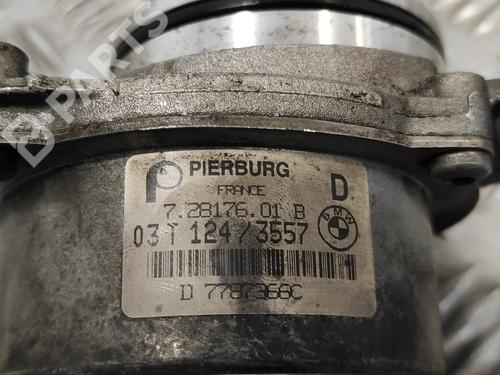 B-PARTS
PIERBURG
FRANCE
D
7.28176.01 B
BMW
03 T 124 / 3557
D 7787366C